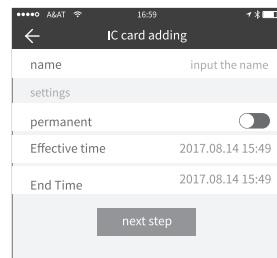 A&AT 16:59
IC card adding
name input the name
settings
permanent
Effective time 2017.08.14 15:49
End Time 2017.08.14 15:49
next step